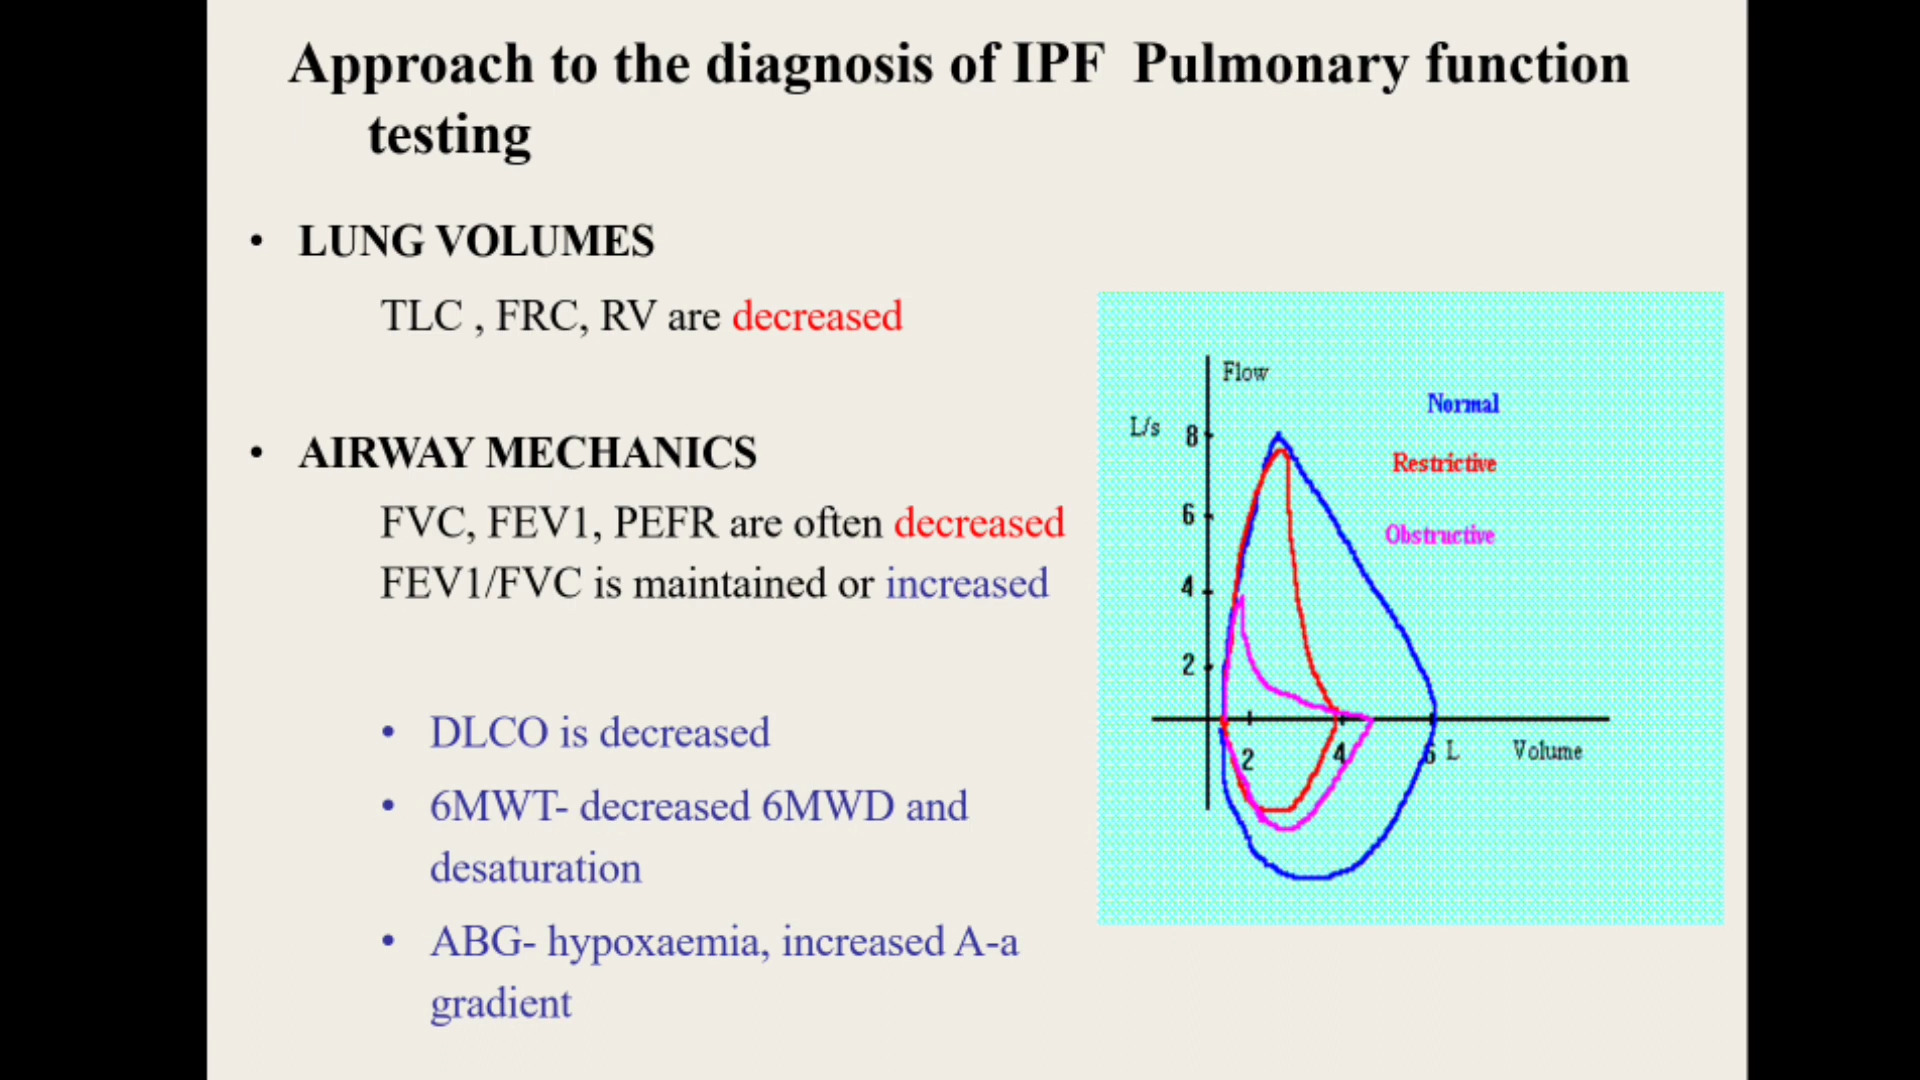 Approach to the diagnosis of IPF Pulmonary function
testing
• LUNG VOLUMES
TLC , FRC, RV are decreased
• AIRWAY MECHANICS
FVC, FEV1, PEFR are often decreased
FEV1/FVC is maintained or increased
• DLCO is decreased
• 6MWT- decreased 6MWD and
desaturation
• ABG- hypoxaemia, increased A-a
gradient
Flow
Normal
L/s
8
Restrictive
6
Obstructive
4
2
2 4 6 L Volume